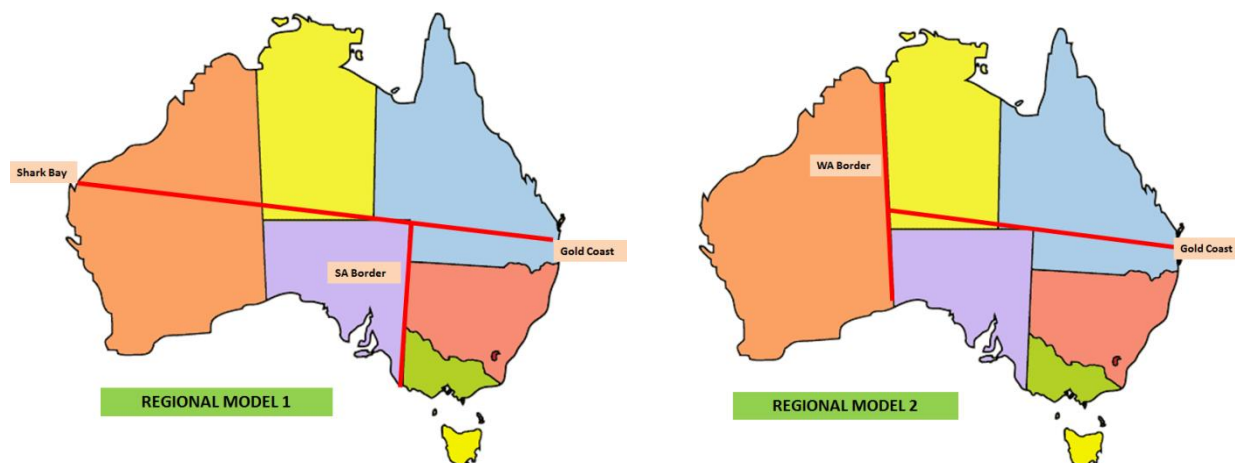 Shark Bay
SA Border
Gold Coast
REGIONAL MODEL 1
WA Border
Gold Coast
REGIONAL MODEL 2